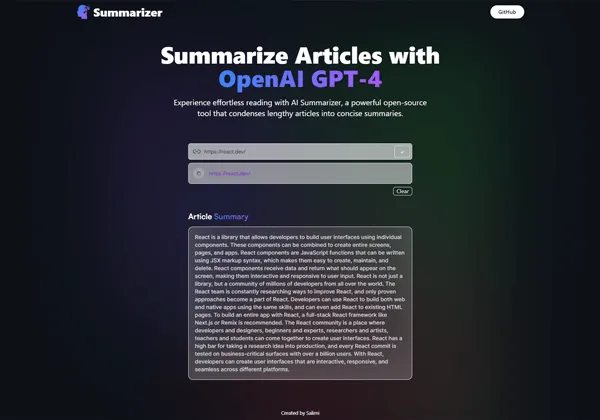 Summarizer
GitHub
Summarize Articles with
OpenAI GPT-4
Experience effortless reading with AI Summarizer, a powerful open-source
tool that condenses lengthy articles into concise summaries.
https://react.dev/
https://react.dev/
Clear
Article Summary
React is a library that allows developers to build user interfaces using individual
components. These components can be combined to create entire screens,
pages, and apps. React components are JavaScript functions that can be written
using JSX markup syntax, which makes them easy to create, maintain, and
delete. React components receive data and return what should appear on the
screen, making them interactive and responsive to user input. React is not just a
library, but a community of millions of developers from all over the world. The
React team is constantly researching ways to improve React, and only proven
approaches become a part of React. Developers can use React to build both web
and native apps using the same skills, and can even add React to existing HTML
pages. To build an entire app with React, a full-stack React framework like
Next.js or Remix is recommended. The React community is a place where
developers and designers, beginners and experts, researchers and artists,
teachers and students can come together to create user interfaces. React has a
high bar for taking a research idea into production, and every React commit is
tested on business-critical surfaces with over a billion users. With React,
developers can create user interfaces that are interactive, responsive, and
seamless across different platforms.
Created by Salimi